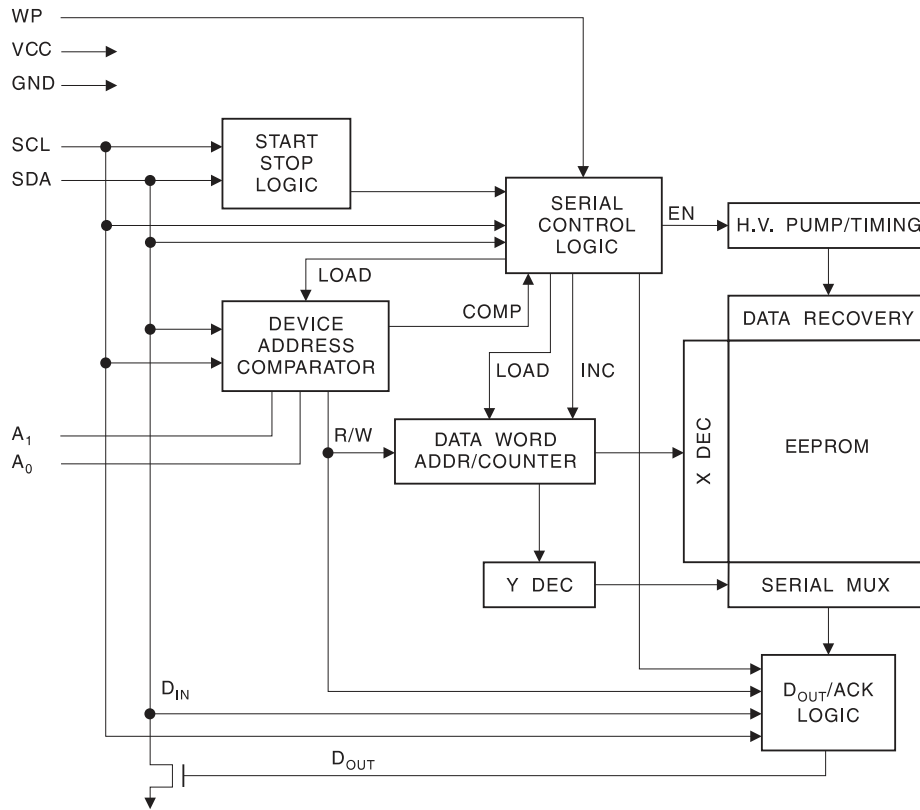 WP
VCC
GND
SCL
SDA
START
STOP
LOGIC
SERIAL
CONTROL
LOGIC
EN
H.V. PUMP/TIMING
LOAD
COMP
DEVICE
ADDRESS
COMPARATOR
DATA RECOVERY
LOAD
INC
A1
A0
R/W
DATA WORD
ADDR/COUNTER
X DEC
EEPROM
Y DEC
SERIAL MUX
DIN
DOUT/ACK
LOGIC
DOUT